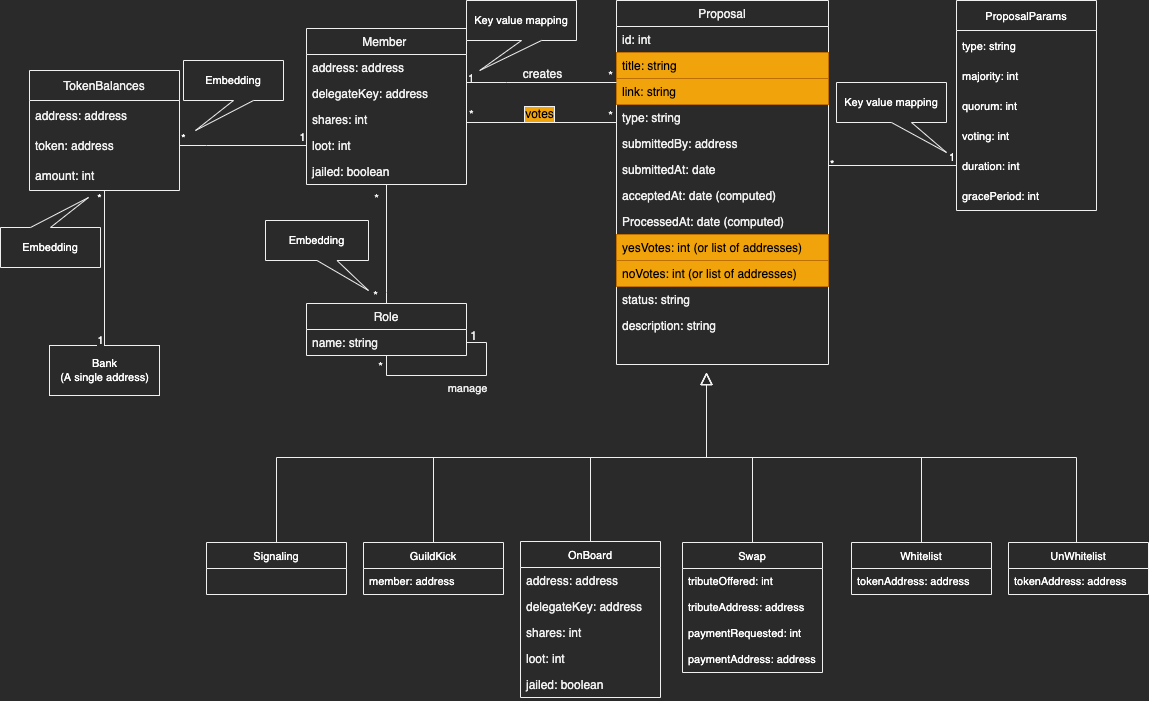 Key value mapping
Proposal
id: int
title: string
link: string
type: string
submittedBy: address
submittedAt: date
acceptedAt: date (computed)
ProcessedAt: date (computed)
yesVotes: int (or list of addresses)
noVotes: int (or list of addresses)
status: string
description: string
ProposalParams
type: string
majority: int
quorum: int
voting: int
duration: int
gracePeriod: int
Member
address: address
delegateKey: address
shares: int
loot: int
jailed: boolean
1
creates
*
*
votes
*
Key value mapping
1
*
TokenBalances
address: address
token: address
amount: int
Embedding
*
1
*
Embedding
1
Bank
(A single address)
*
Embedding
*
Role
name: string
1
*
manage
Signaling
GuildKick
member: address
OnBoard
address: address
delegateKey: address
shares: int
loot: int
jailed: boolean
Swap
tributeOffered: int
tributeAddress: address
paymentRequested: int
paymentAddress: address
Whitelist
tokenAddress: address
UnWhitelist
tokenAddress: address